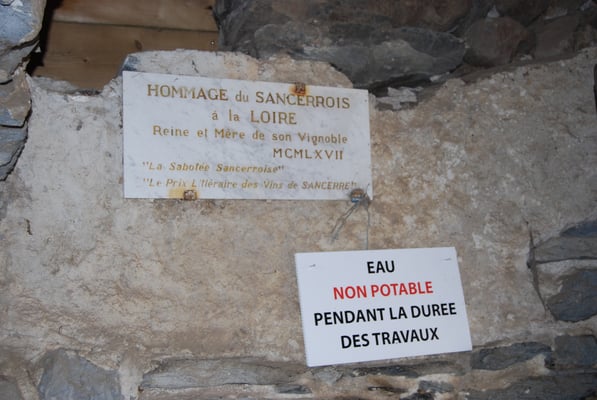 HOMMAGE du SANCERROIS
á la LOIRE
Reine et Mère de son Vignoble
MCMLXVII
"La Sabotée Sancerroise"
"Le Prix Littéraire des Vins de SANCERRE"
EAU
NON POTABLE
PENDANT LA DUREE
DES TRAVAUX